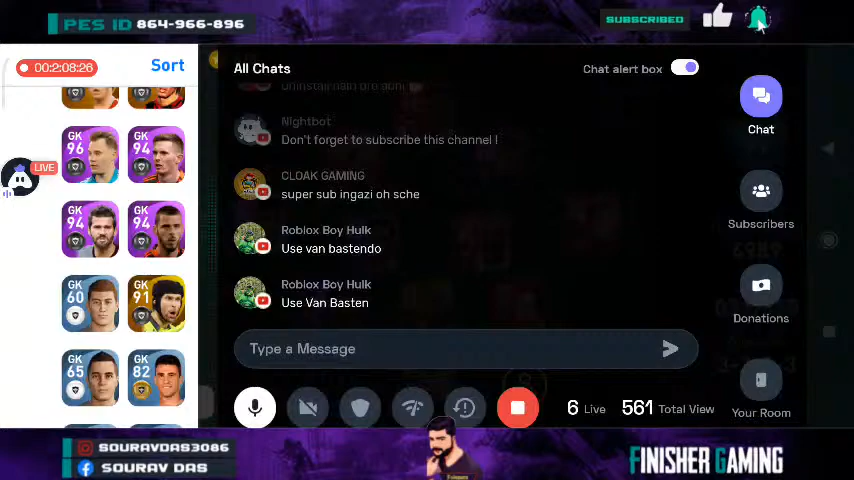 PES ID 864-966-896
SUBSCRIBED
00:2:08:26
Sort
All Chats
Chat alert box
Nightbot
Don't forget to subscribe this channel !
CLOAK GAMING
super sub ingazi oh sche
Roblox Boy Hulk
Use van bastendo
Roblox Boy Hulk
Use Van Basten
Type a Message
Chat
Subscribers
Donations
Your Room
LIVE
GK
96
GK
94
GK
94
GK
94
GK
60
GK
91
GK
65
GK
82
6 Live
561 Total View
SOURAVDAS3086
SOURAV DAS
FINISHER GAMING